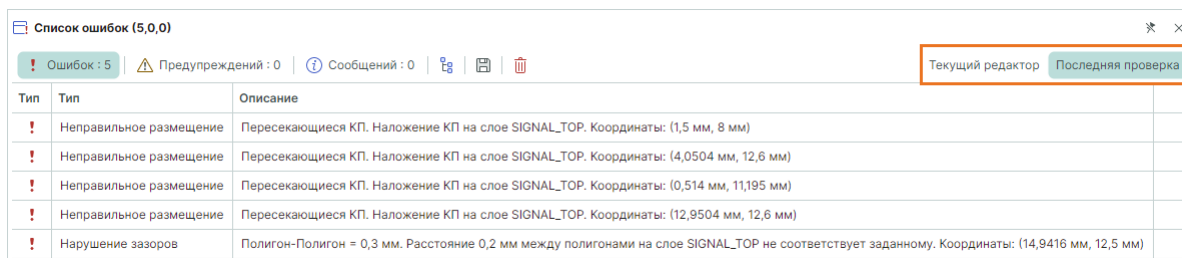 Список ошибок (5,0,0)
Ошибок : 5 Предупреждений : 0 Сообщений : 0 Текущий редактор Последняя проверка
Тип Тип Описание
Неправильное размещение Пересекающиеся КП. Наложение КП на слое SIGNAL_TOP. Координаты: (1,5 мм, 8 мм)
Неправильное размещение Пересекающиеся КП. Наложение КП на слое SIGNAL_TOP. Координаты: (4,0504 мм, 12,6 мм)
Неправильное размещение Пересекающиеся КП. Наложение КП на слое SIGNAL_TOP. Координаты: (0,514 мм, 11,195 мм)
Неправильное размещение Пересекающиеся КП. Наложение КП на слое SIGNAL_TOP. Координаты: (12,9504 мм, 12,6 мм)
Нарушение зазоров Полигон-Полигон = 0,3 мм. Расстояние 0,2 мм между полигонами на слое SIGNAL_TOP не соответствует заданному. Координаты: (14,9416 мм, 12,5 мм)